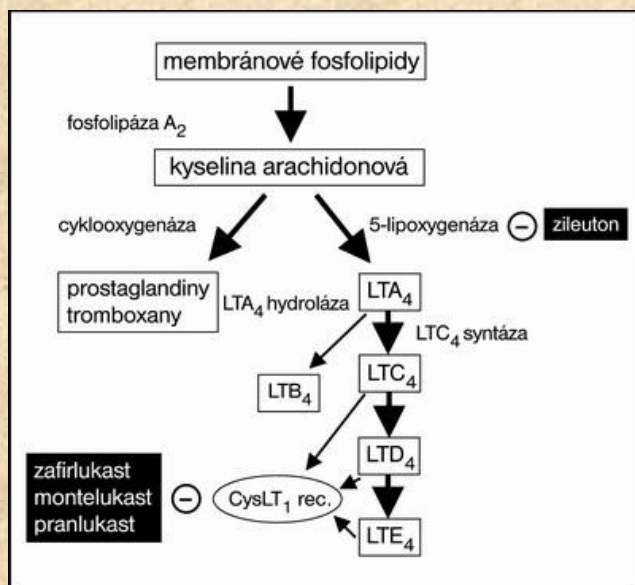 membránové fosfolipidy
fosfolipáza A2
kyselina arachidonová
cyklooxygenáza
5-lipoxygenáza
−
zileuton
prostaglandiny
tromboxany
LTA4 hydroláza
LTA4
LTC4 syntáza
LTB4
LTC4
LTD4
zafirlukast
montelukast
pranlukast
−
CysLT1 rec.
LTE4